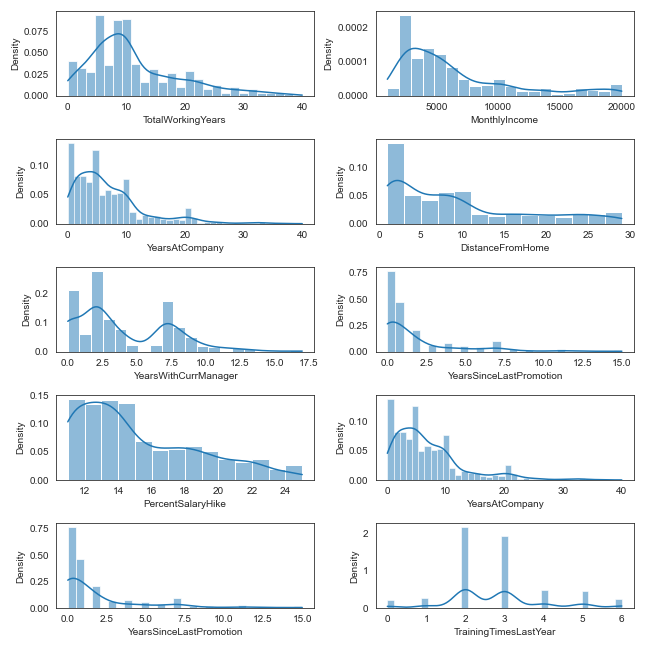 Density
0.075
0.050
0.025
0.000
0 10 20 30 40
TotalWorkingYears
Density
0.0002
0.0001
0.0000
5000 10000 15000 20000
MonthlyIncome
Density
0.10
0.05
0.00
0 10 20 30 40
YearsAtCompany
Density
0.10
0.05
0.00
0 5 10 15 20 25 30
DistanceFromHome
Density
0.2
0.1
0.0
0.0 2.5 5.0 7.5 10.0 12.5 15.0 17.5
YearsWithCurrManager
Density
0.75
0.50
0.25
0.00
0.0 2.5 5.0 7.5 10.0 12.5 15.0
YearsSinceLastPromotion
Density
0.15
0.10
0.05
0.00
12 14 16 18 20 22 24
PercentSalaryHike
Density
0.10
0.05
0.00
0 10 20 30 40
YearsAtCompany
Density
0.75
0.50
0.25
0.00
0.0 2.5 5.0 7.5 10.0 12.5 15.0
YearsSinceLastPromotion
Density
2
1
0
0 1 2 3 4 5 6
TrainingTimesLastYear